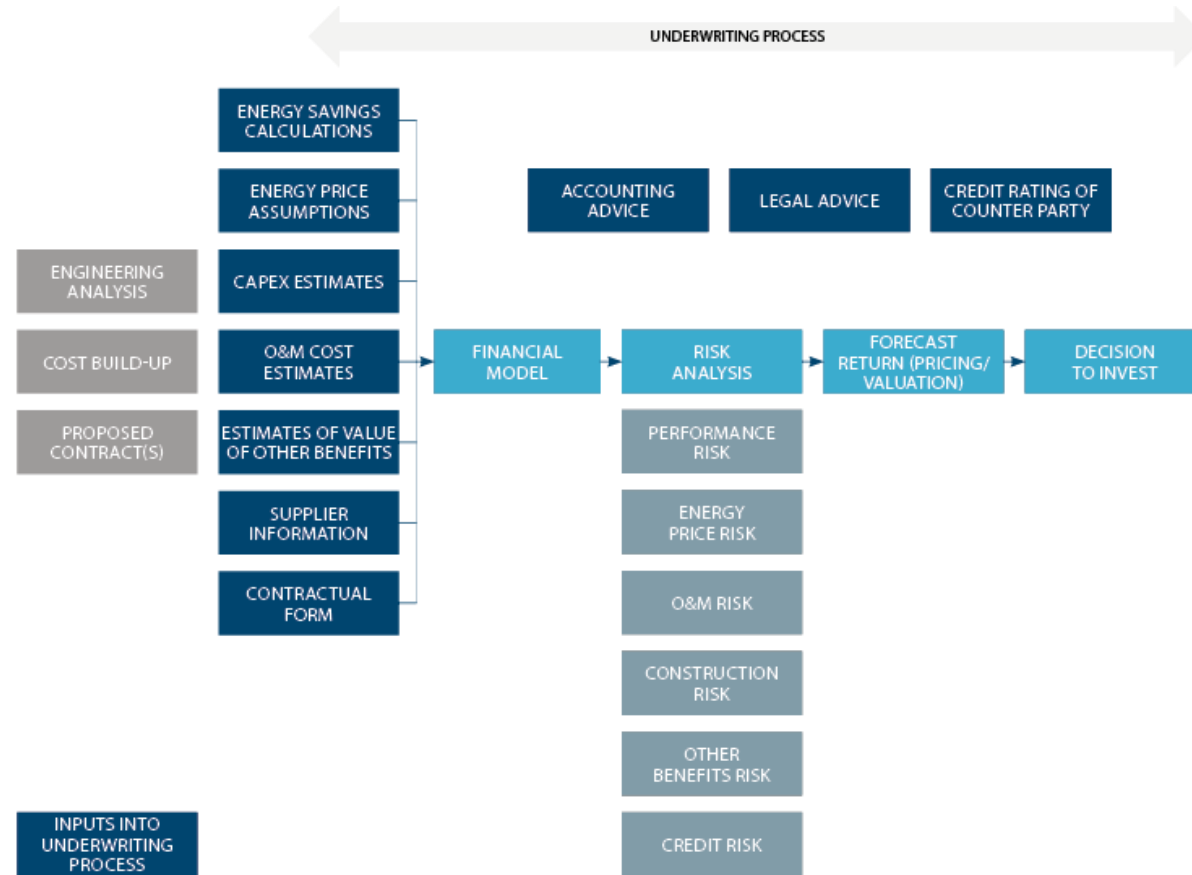 UNDERWRITING PROCESS
ENERGY SAVINGS
CALCULATIONS
ENERGY PRICE
ASSUMPTIONS
ACCOUNTING
ADVICE
LEGAL ADVICE
CREDIT RATING OF
COUNTER PARTY
ENGINEERING
ANALYSIS
CAPEX ESTIMATES
COST BUILD-UP
O&M COST
ESTIMATES
FINANCIAL
MODEL
RISK
ANALYSIS
FORECAST
RETURN (PRICING/
VALUATION)
DECISION
TO INVEST
PROPOSED
CONTRACT(S)
ESTIMATES OF VALUE
OF OTHER BENEFITS
PERFORMANCE
RISK
SUPPLIER
INFORMATION
ENERGY
PRICE RISK
CONTRACTUAL
FORM
O&M RISK
CONSTRUCTION
RISK
OTHER
BENEFITS RISK
INPUTS INTO
UNDERWRITING
PROCESS
CREDIT RISK